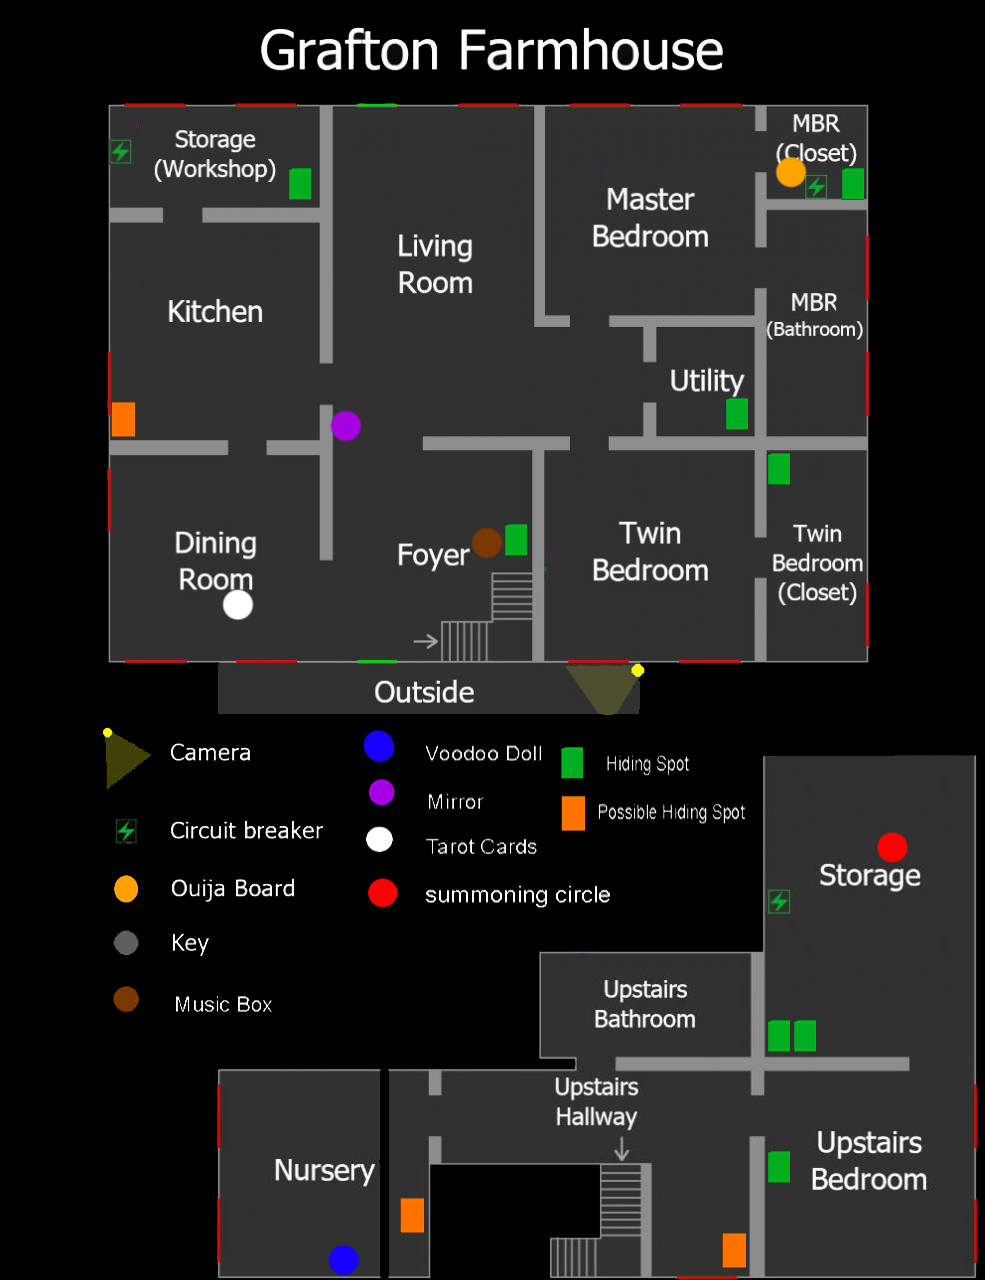 Grafton Farmhouse
Storage
(Workshop)
MBR
(Closet)
Master
Bedroom
Living
Room
Kitchen
MBR
(Bathroom)
Utility
Dining
Room
Foyer
Twin
Bedroom
Twin
Bedroom
(Closet)
Outside
Camera
Circuit breaker
Ouija Board
Key
Music Box
Voodoo Doll
Mirror
Tarot Cards
summoning circle
Hiding Spot
Possible Hiding Spot
Storage
Upstairs
Bathroom
Upstairs
Hallway
Nursery
Upstairs
Bedroom